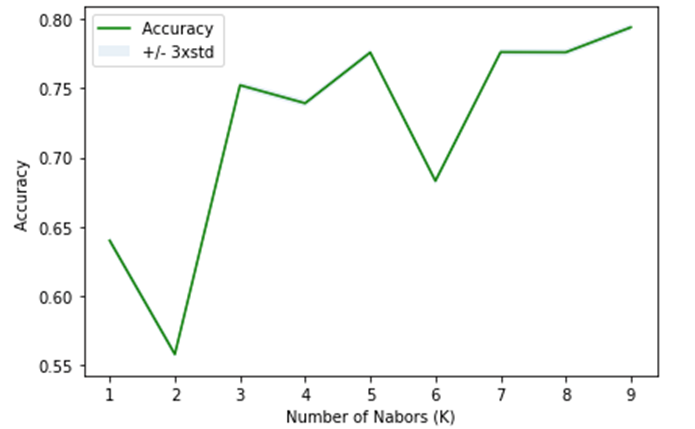 Accuracy
+/- 3xstd
0.80
0.75
0.70
0.65
0.60
0.55
Accuracy
1 2 3 4 5 6 7 8 9
Number of Nabors (K)